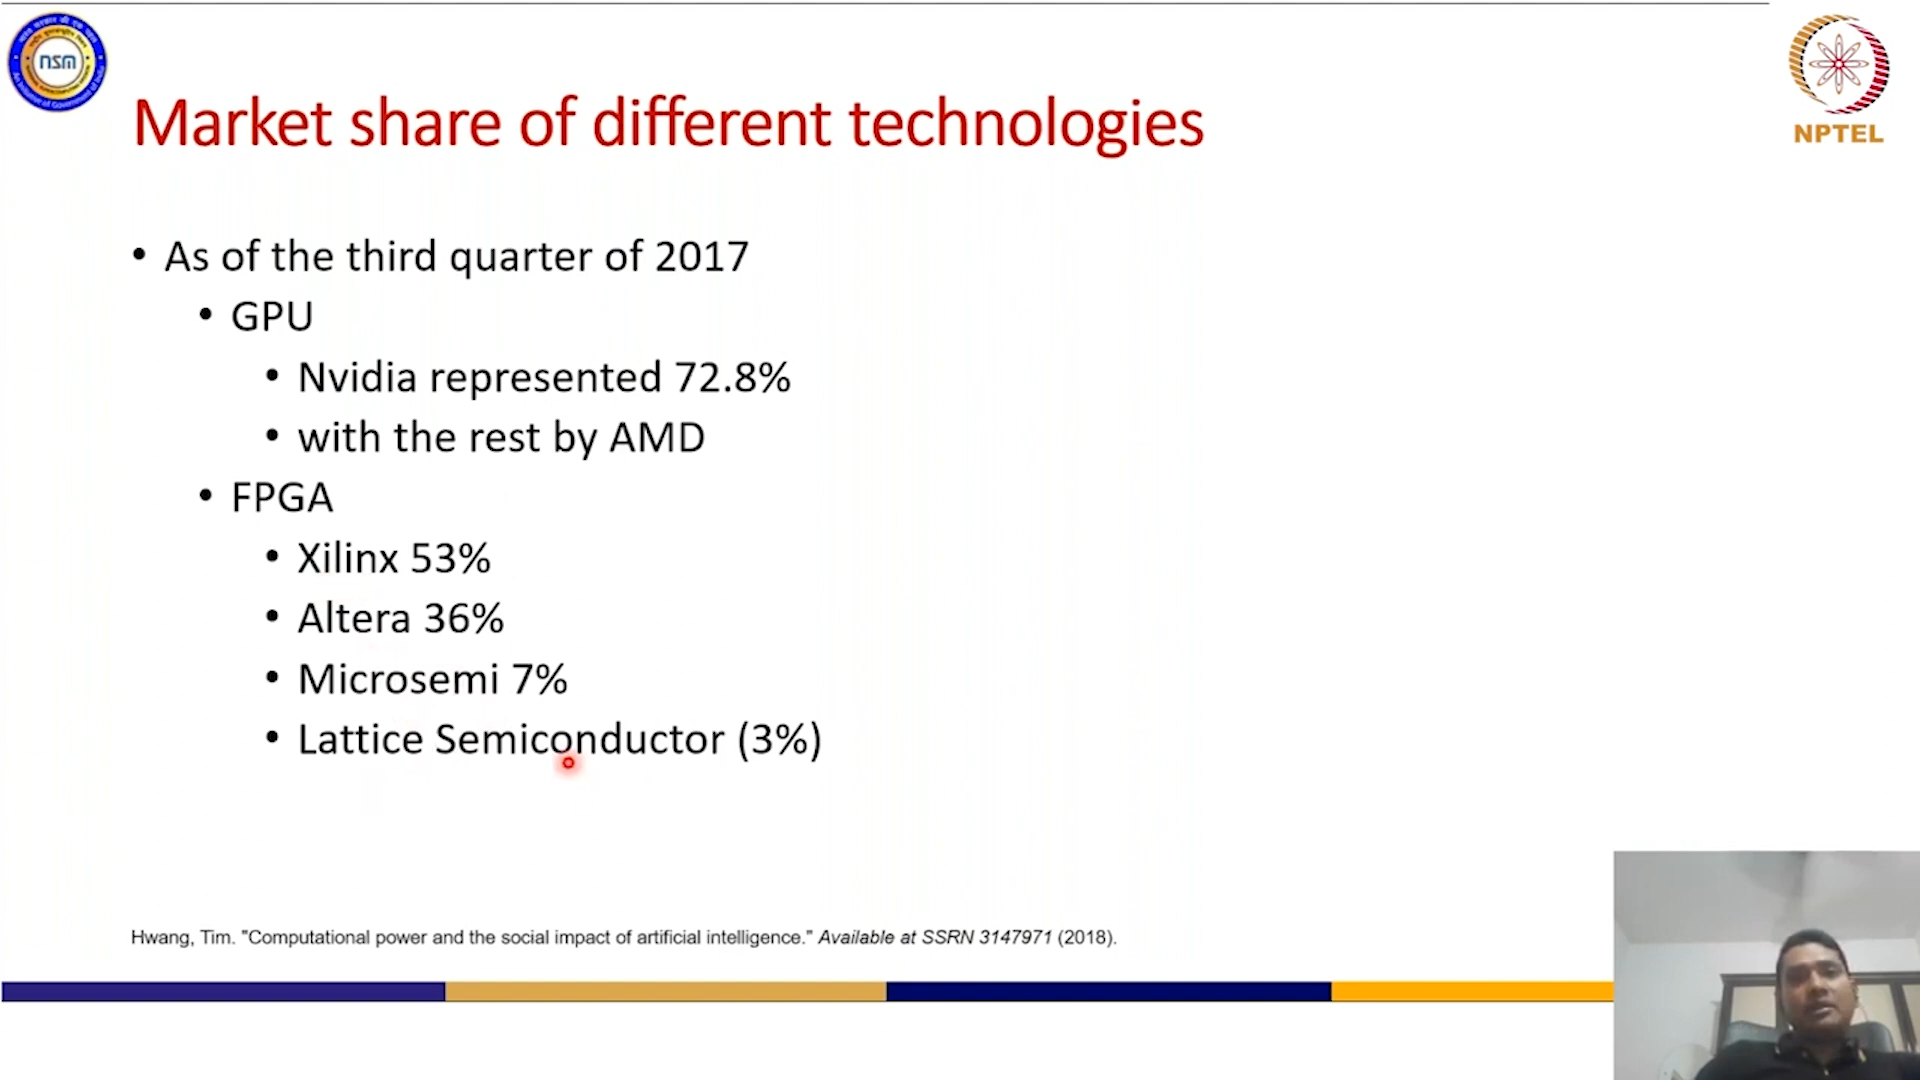 nsm
NPTEL
Market share of different technologies
• As of the third quarter of 2017
• GPU
• Nvidia represented 72.8%
• with the rest by AMD
• FPGA
• Xilinx 53%
• Altera 36%
• Microsemi 7%
• Lattice Semiconductor (3%)
Hwang, Tim. "Computational power and the social impact of artificial intelligence." Available at SSRN 3147971 (2018).